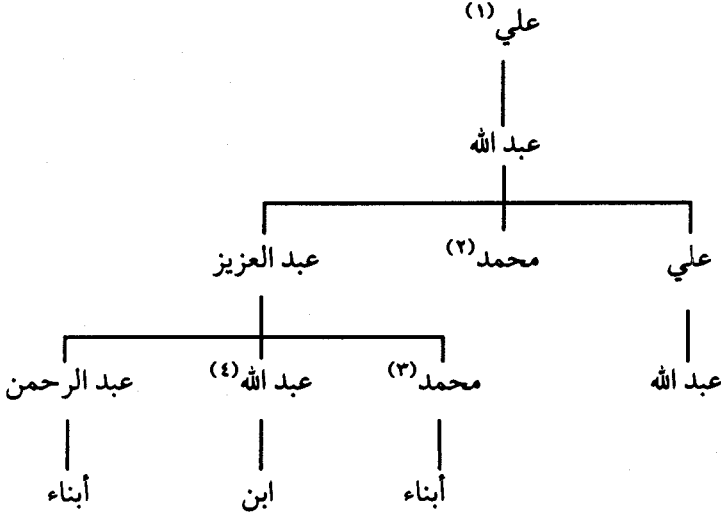 علي (١)
عبد الله
علي محمد (٢) عبد العزيز
عبد الله محمد (٣) عبد الله (٤) عبد الرحمن
أبناء ابن أبناء